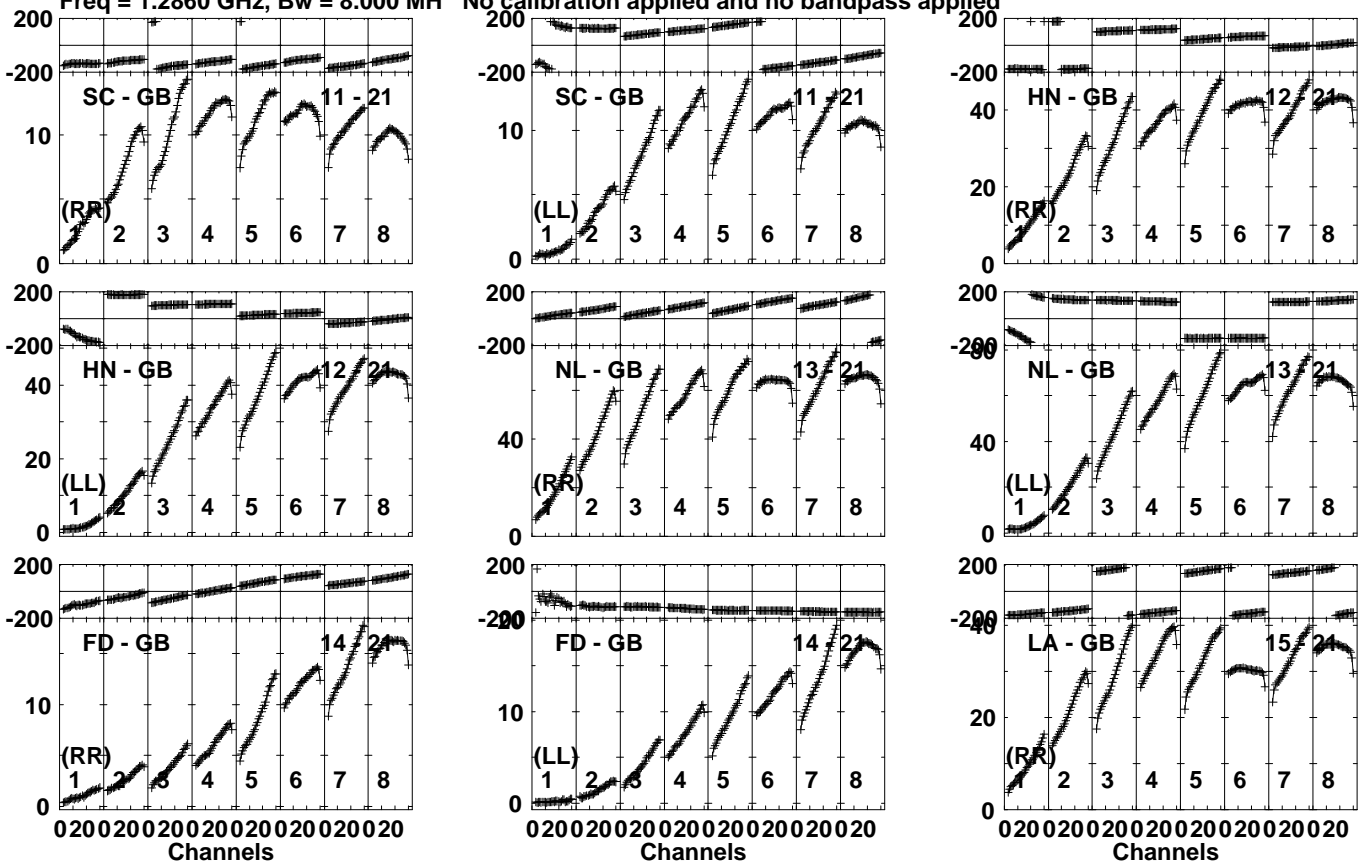 Freq = 1.2860 GHz, Bw = 8.000 MH No calibration applied and no bandpass applied
200 200 200
-200 -200 -200
SC - GB 11 - 21 SC - GB 11 - 21 HN - GB 12 - 21
10 10 40
20
(RR) (LL) (RR)
1 2 3 4 5 6 7 8 1 2 3 4 5 6 7 8 1 2 3 4 5 6 7 8
0 0 0
200 200 200
-200 -200 -200
80
HN - GB 12 - 21 NL - GB 13 - 21 NL - GB 13 - 21
40 40 40
20
(LL) (RR) (LL)
1 2 3 4 5 6 7 8 1 2 3 4 5 6 7 8 1 2 3 4 5 6 7 8
0 0 0
200 200 200
-200 -200 -200
20 40
FD - GB 14 - 21 FD - GB 14 - 21 LA - GB 15 - 21
10 10 20
(RR) (LL) (RR)
1 2 3 4 5 6 7 8 1 2 3 4 5 6 7 8 1 2 3 4 5 6 7 8
0 0 0
0 20 0 20 0 20 0 20 0 20 0 20 0 20 0 20 0 20 0 20 0 20 0 20 0 20 0 20 0 20 0 20 0 20 0 20 0 20 0 20 0 20 0 20 0 20 0 20
Channels Channels Channels